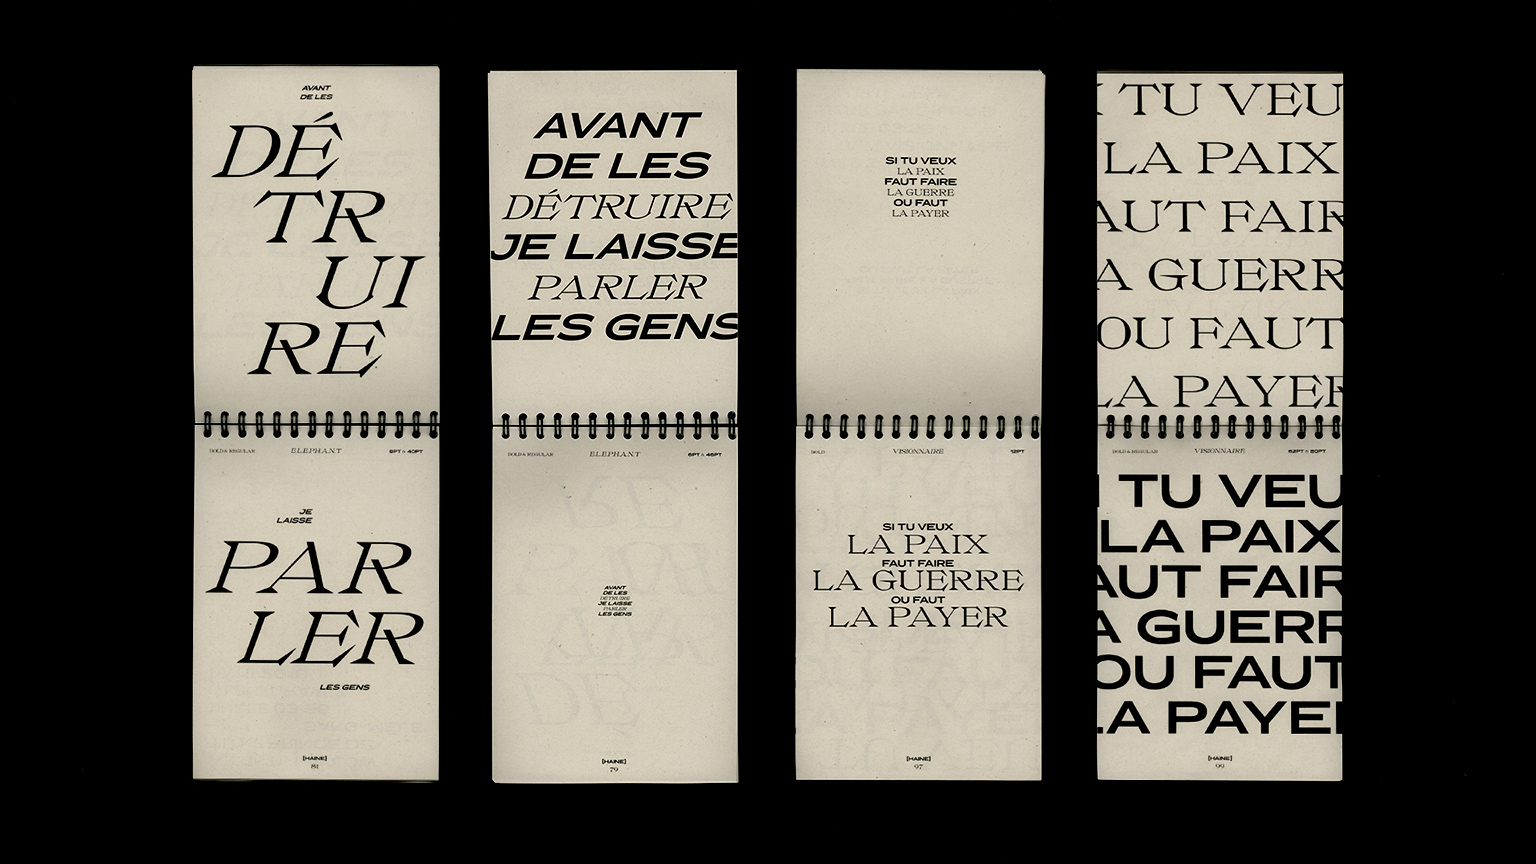 AVANT
DE LES
DÉ
TR
UI
RE
BOLD & REGULAR ELEPHANT 8PT & 40PT
JE
LAISSE
PAR
LER
LES GENS
[HAINE]
81
AVANT
DE LES
DÉTRUIRE
JE LAISSE
PARLER
LES GENS
BOLD & REGULAR ELEPHANT 6PT & 46PT
AVANT
DE LES
DÉTRUIRE
JE LAISSE
PARLER
LES GENS
[HAINE]
79
SI TU VEUX
LA PAIX
FAUT FAIRE
LA GUERRE
OU FAUT
LA PAYER
BOLD VISIONNAIRE 12PT
SI TU VEUX
LA PAIX
FAUT FAIRE
LA GUERRE
OU FAUT
LA PAYER
[HAINE]
97
I TU VEU
LA PAIX
AUT FAIR
A GUERR
OU FAUT
LA PAYER
BOLD & REGULAR VISIONNAIRE 62PT & 80PT
I TU VEU
LA PAIX
AUT FAIR
A GUERR
OU FAUT
LA PAYE
[HAINE]
99